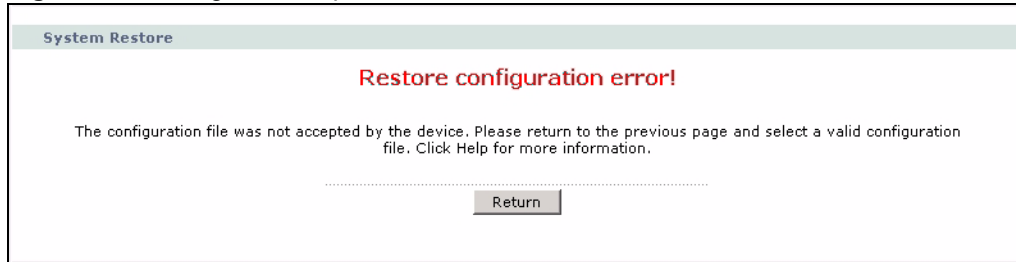 System Restore
Restore configuration error!
The configuration file was not accepted by the device. Please return to the previous page and select a valid configuration
file. Click Help for more information.
Return